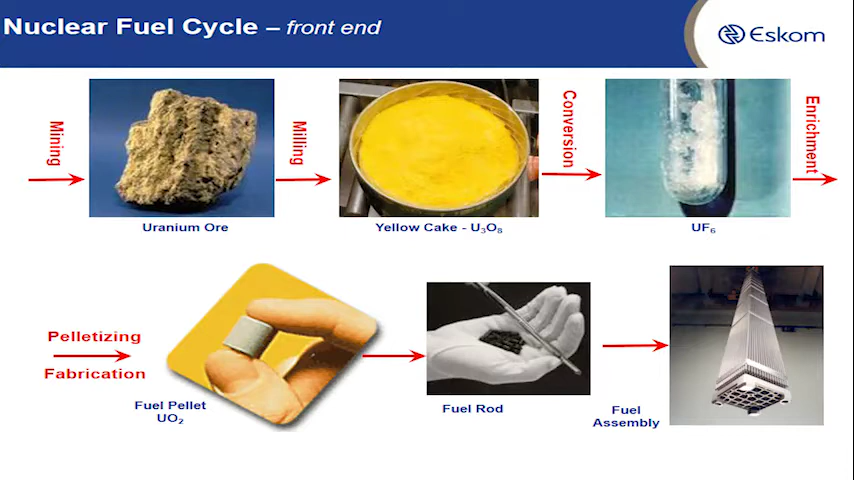 Nuclear Fuel Cycle – front end
Eskom
Mining
Milling
Conversion
Enrichment
Uranium Ore
Yellow Cake - U₃O₈
UF₆
Pelletizing
Fabrication
Fuel Pellet
UO₂
Fuel Rod
Fuel
Assembly